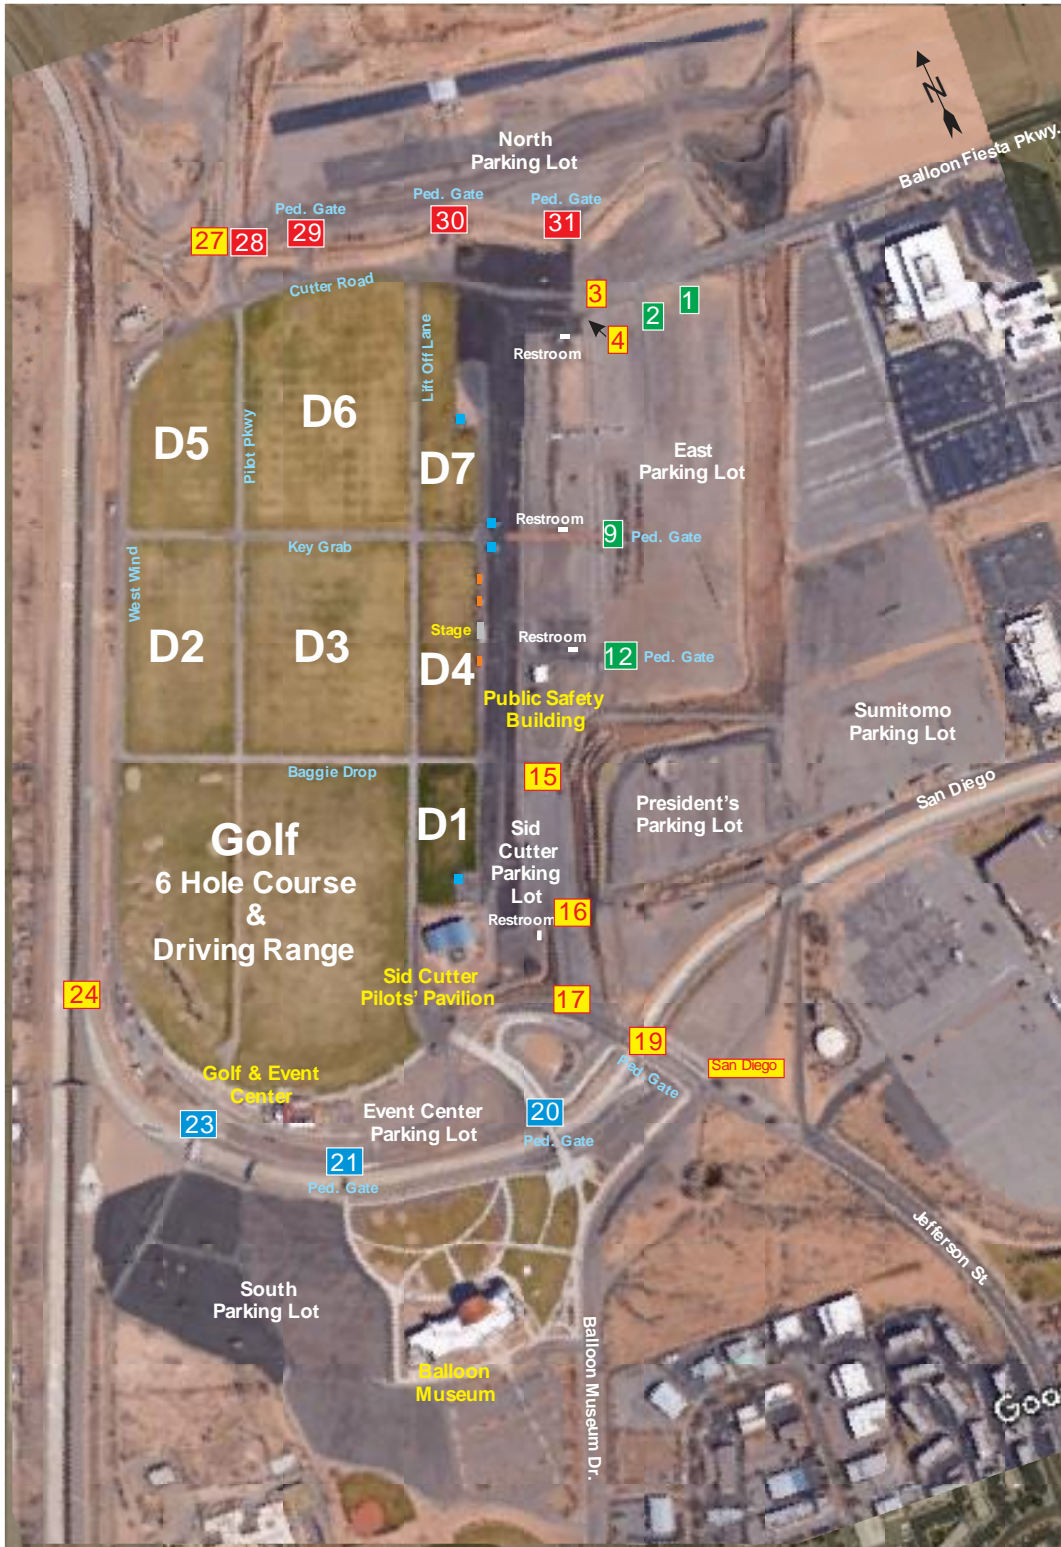 N
North
Parking Lot
Balloon Fiesta Pkwy.
Ped. Gate
Ped. Gate
Ped. Gate
27
28
29
30
31
Cutter Road
3
4
2
1
Restroom
Lift Off Lane
Pilot Pkwy
D5
D6
D7
East
Parking Lot
Restroom
9
Ped. Gate
Key Grab
West Wind
Stage
Restroom
12
Ped. Gate
D2
D3
D4
Public Safety
Building
Sumitomo
Parking Lot
Baggie Drop
15
San Diego
President's
Parking Lot
D1
Sid
Cutter
Parking
Lot
Golf
6 Hole Course
&
Driving Range
Restroom
16
Sid Cutter
Pilots' Pavilion
24
17
19
Ped. Gate
San Diego
Golf & Event
Center
23
Event Center
Parking Lot
20
Ped. Gate
21
Ped. Gate
Jefferson St
South
Parking Lot
Balloon
Museum
Balloon Museum Dr.
Goo